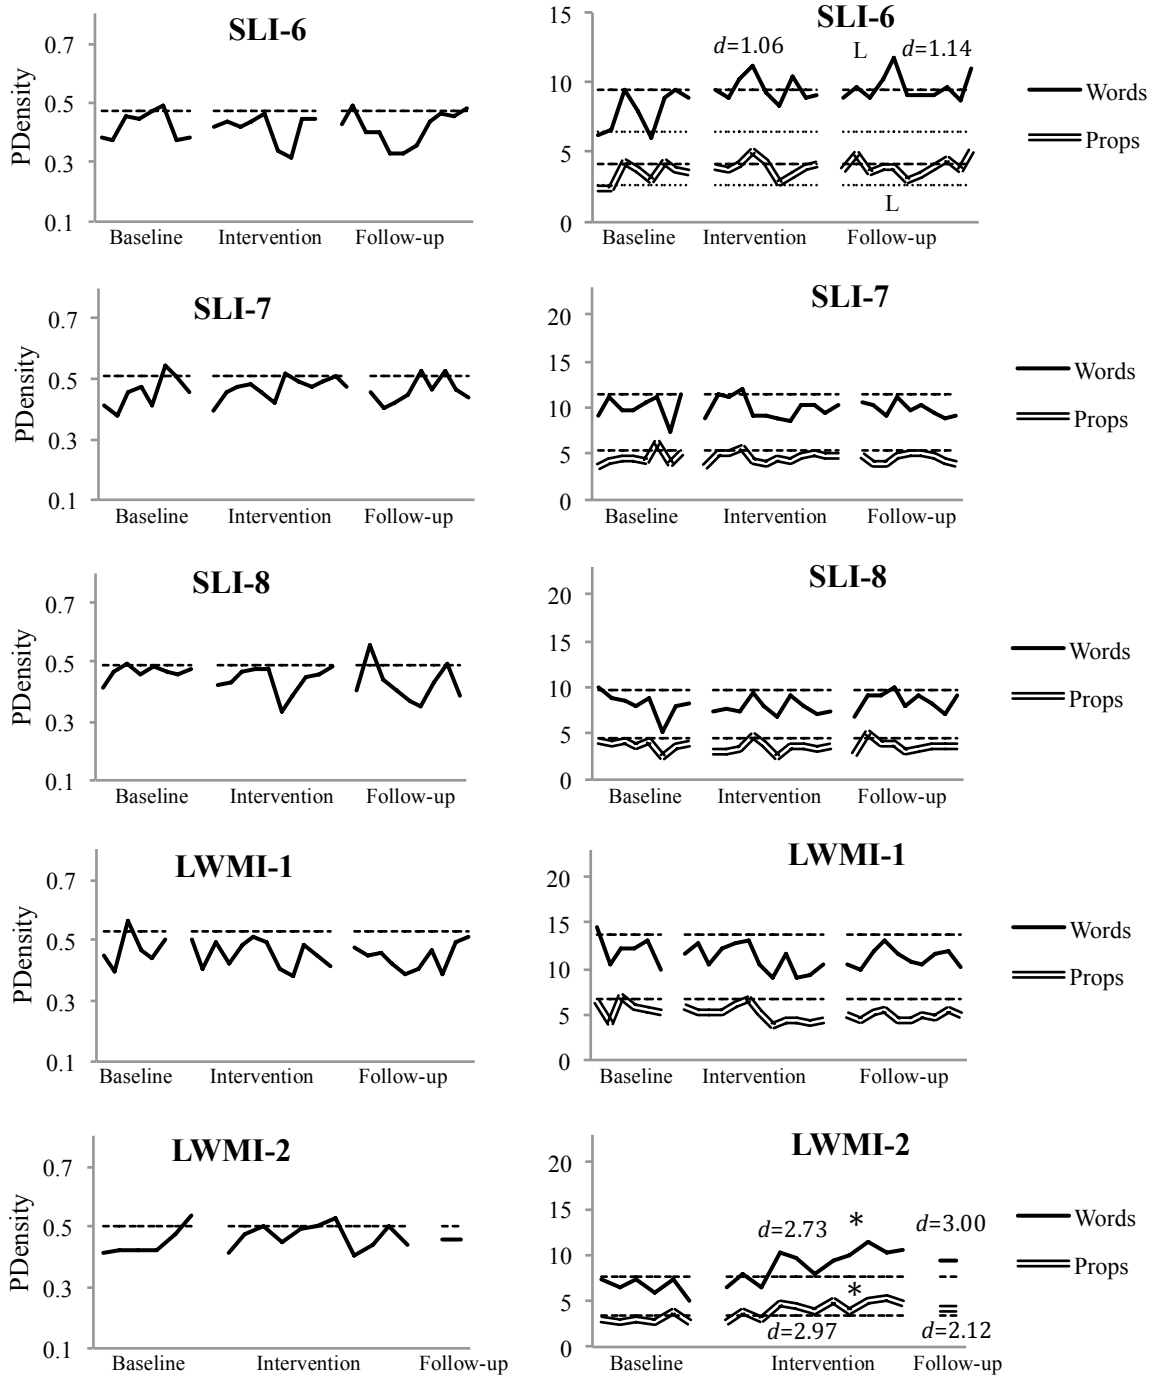 SLI-6
PDensity
0.7
0.5
0.3
0.1
Baseline Intervention Follow-up
SLI-6
15
10
5
0
d=1.06
L
d=1.14
L
Words
Props
Baseline Intervention Follow-up
SLI-7
PDensity
0.7
0.5
0.3
0.1
Baseline Intervention Follow-up
SLI-7
20
15
10
5
0
Words
Props
Baseline Intervention Follow-up
SLI-8
PDensity
0.7
0.5
0.3
0.1
Baseline Intervention Follow-up
SLI-8
20
15
10
5
0
Words
Props
Baseline Intervention Follow-up
LWMI-1
PDensity
0.7
0.5
0.3
0.1
Baseline Intervention Follow-up
LWMI-1
20
15
10
5
0
Words
Props
Baseline Intervention Follow-up
LWMI-2
PDensity
0.7
0.5
0.3
0.1
Baseline Intervention Follow-up
LWMI-2
20
15
10
5
0
d=2.73 *
d=3.00
*
d=2.97
d=2.12
Words
Props
Baseline Intervention Follow-up